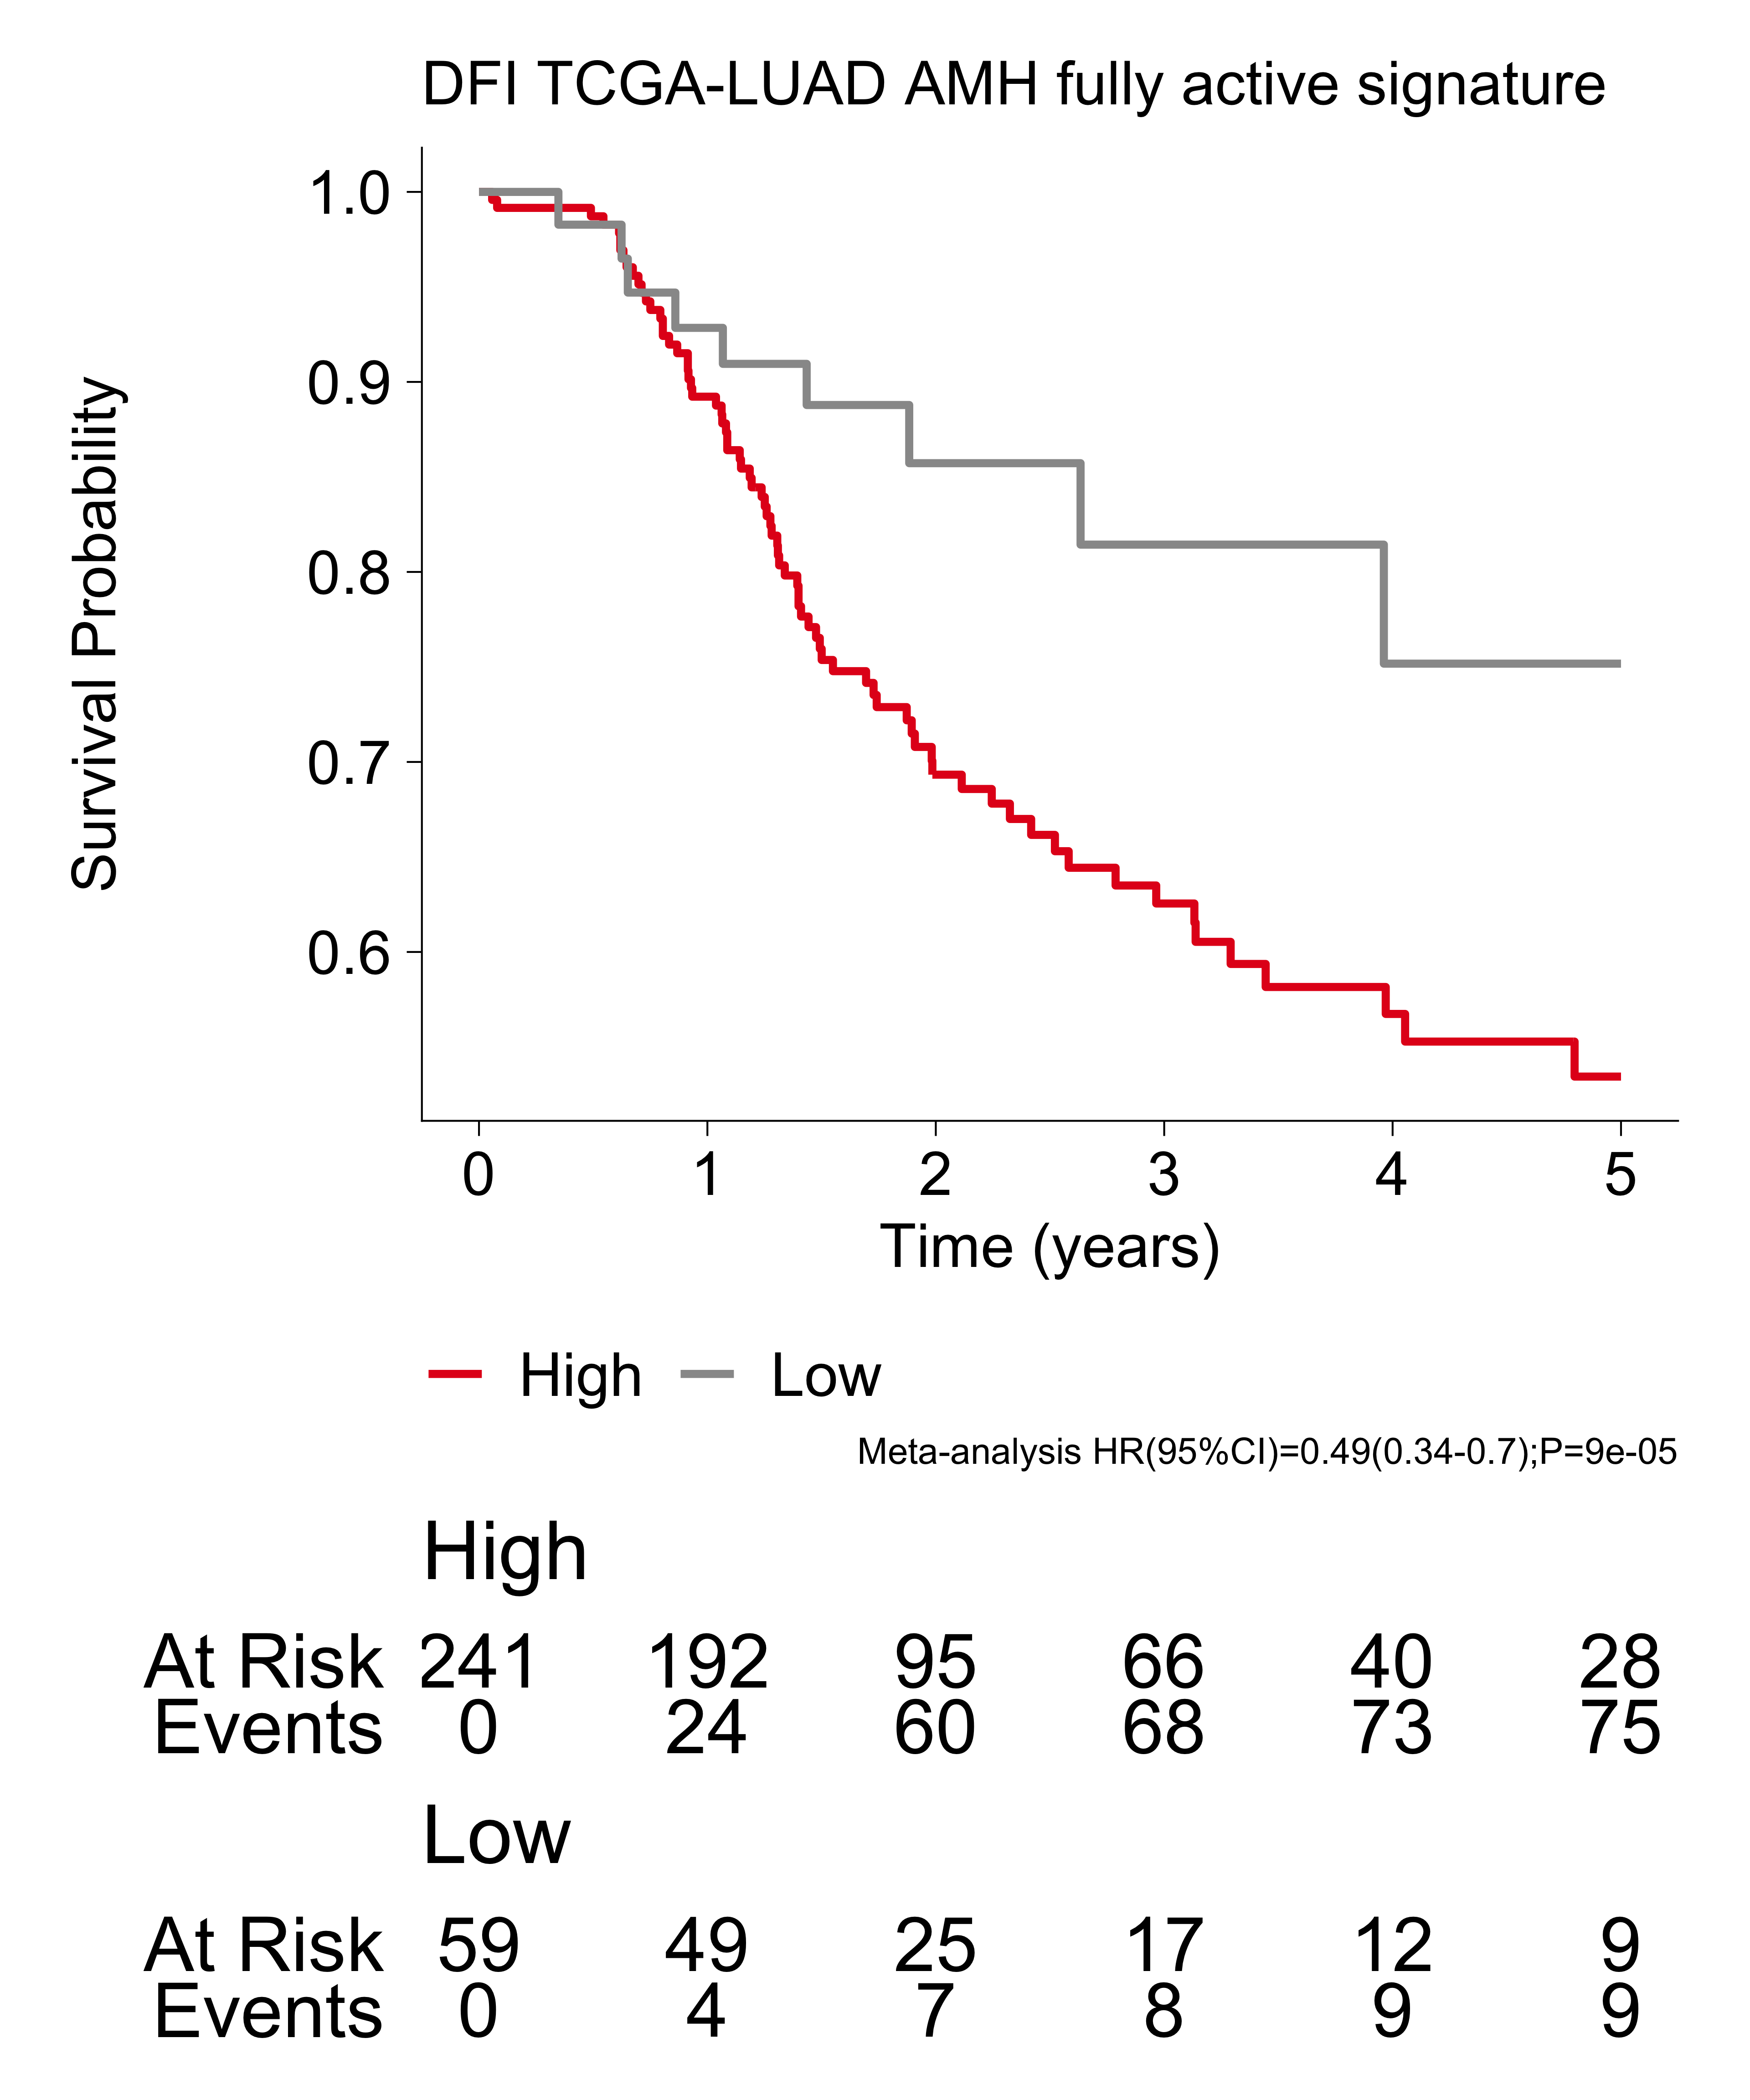 DFI TCGA-LUAD AMH fully active signature
Survival Probability
1.0
0.9
0.8
0.7
0.6
0 1 2 3 4 5
Time (years)
High Low
Meta-analysis HR(95%CI)=0.49(0.34-0.7);P=9e-05
High
At Risk 241 192 95 66 40 28
Events 0 24 60 68 73 75
Low
At Risk 59 49 25 17 12 9
Events 0 4 7 8 9 9